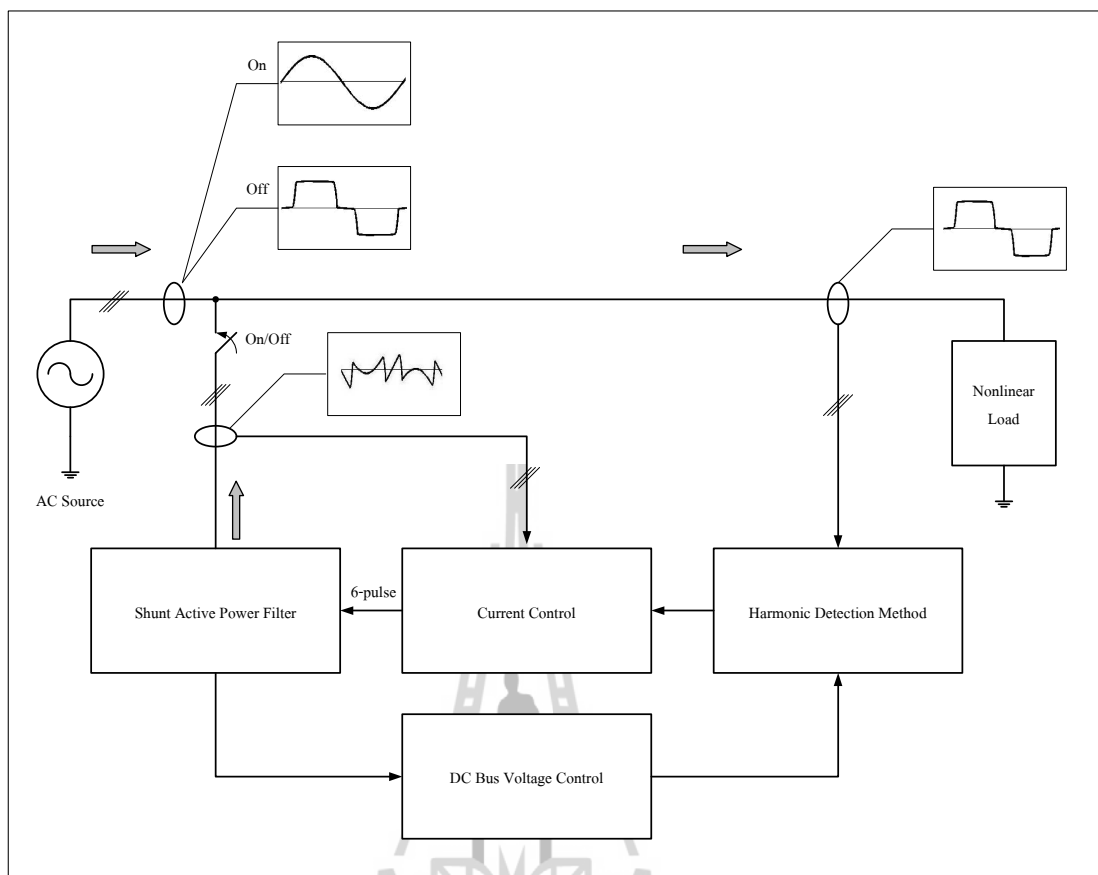 On
Off
On/Off
AC Source
Nonlinear
Load
Shunt Active Power Filter
6-pulse
Current Control
Harmonic Detection Method
DC Bus Voltage Control